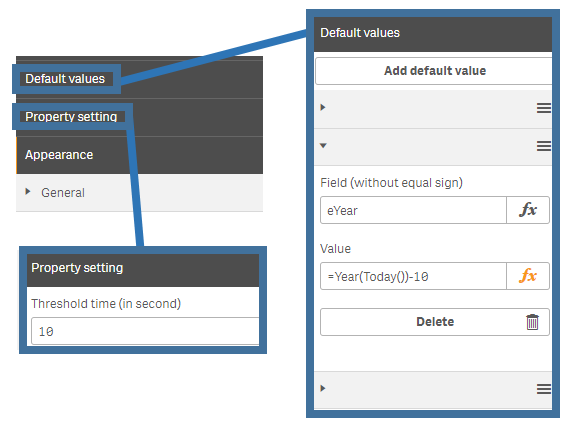 Default values
Property setting
Appearance
General
Property setting
Threshold time (in second)
10
Default values
Add default value
Field (without equal sign)
eYear
fx
Value
=Year(Today())-10
fx
Delete